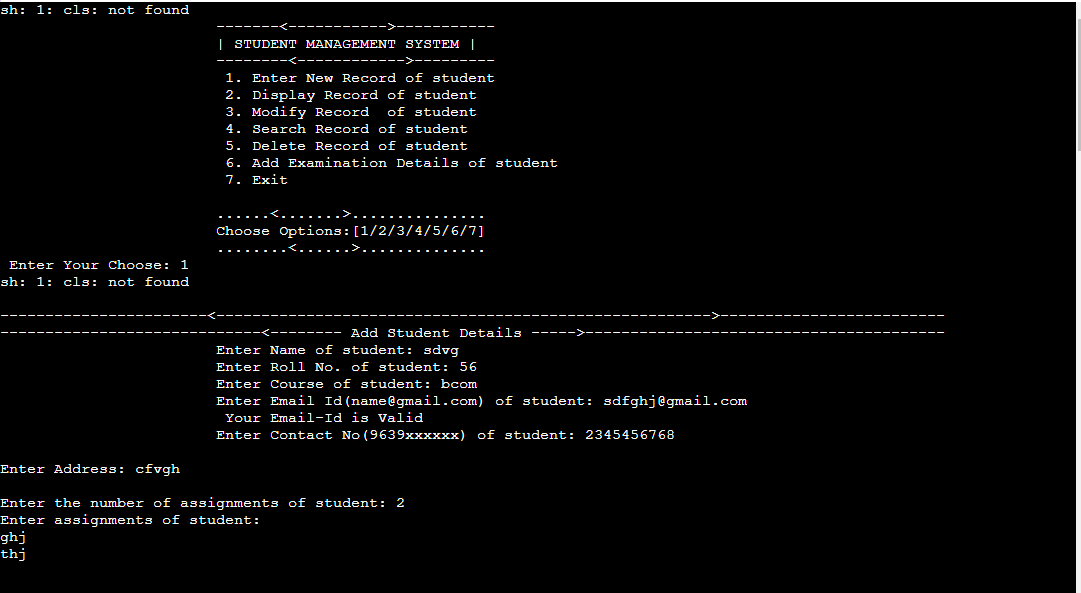 sh: 1: cls: not found
-------<----------->-----------
| STUDENT MANAGEMENT SYSTEM |
--------<------------>---------
1. Enter New Record of student
2. Display Record of student
3. Modify Record  of student
4. Search Record of student
5. Delete Record of student
6. Add Examination Details of student
7. Exit
......<.......>...............
Choose Options:[1/2/3/4/5/6/7]
........<......>..............
Enter Your Choose: 1
sh: 1: cls: not found
-----------------------<------------------------------------------------------->-------------------------
-----------------------------<-------- Add Student Details ----->----------------------------------------
Enter Name of student: sdvg
Enter Roll No. of student: 56
Enter Course of student: bcom
Enter Email Id(name@gmail.com) of student: sdfghj@gmail.com
Your Email-Id is Valid
Enter Contact No(9639xxxxxx) of student: 2345456768
Enter Address: cfvgh
Enter the number of assignments of student: 2
Enter assignments of student:
ghj
thj